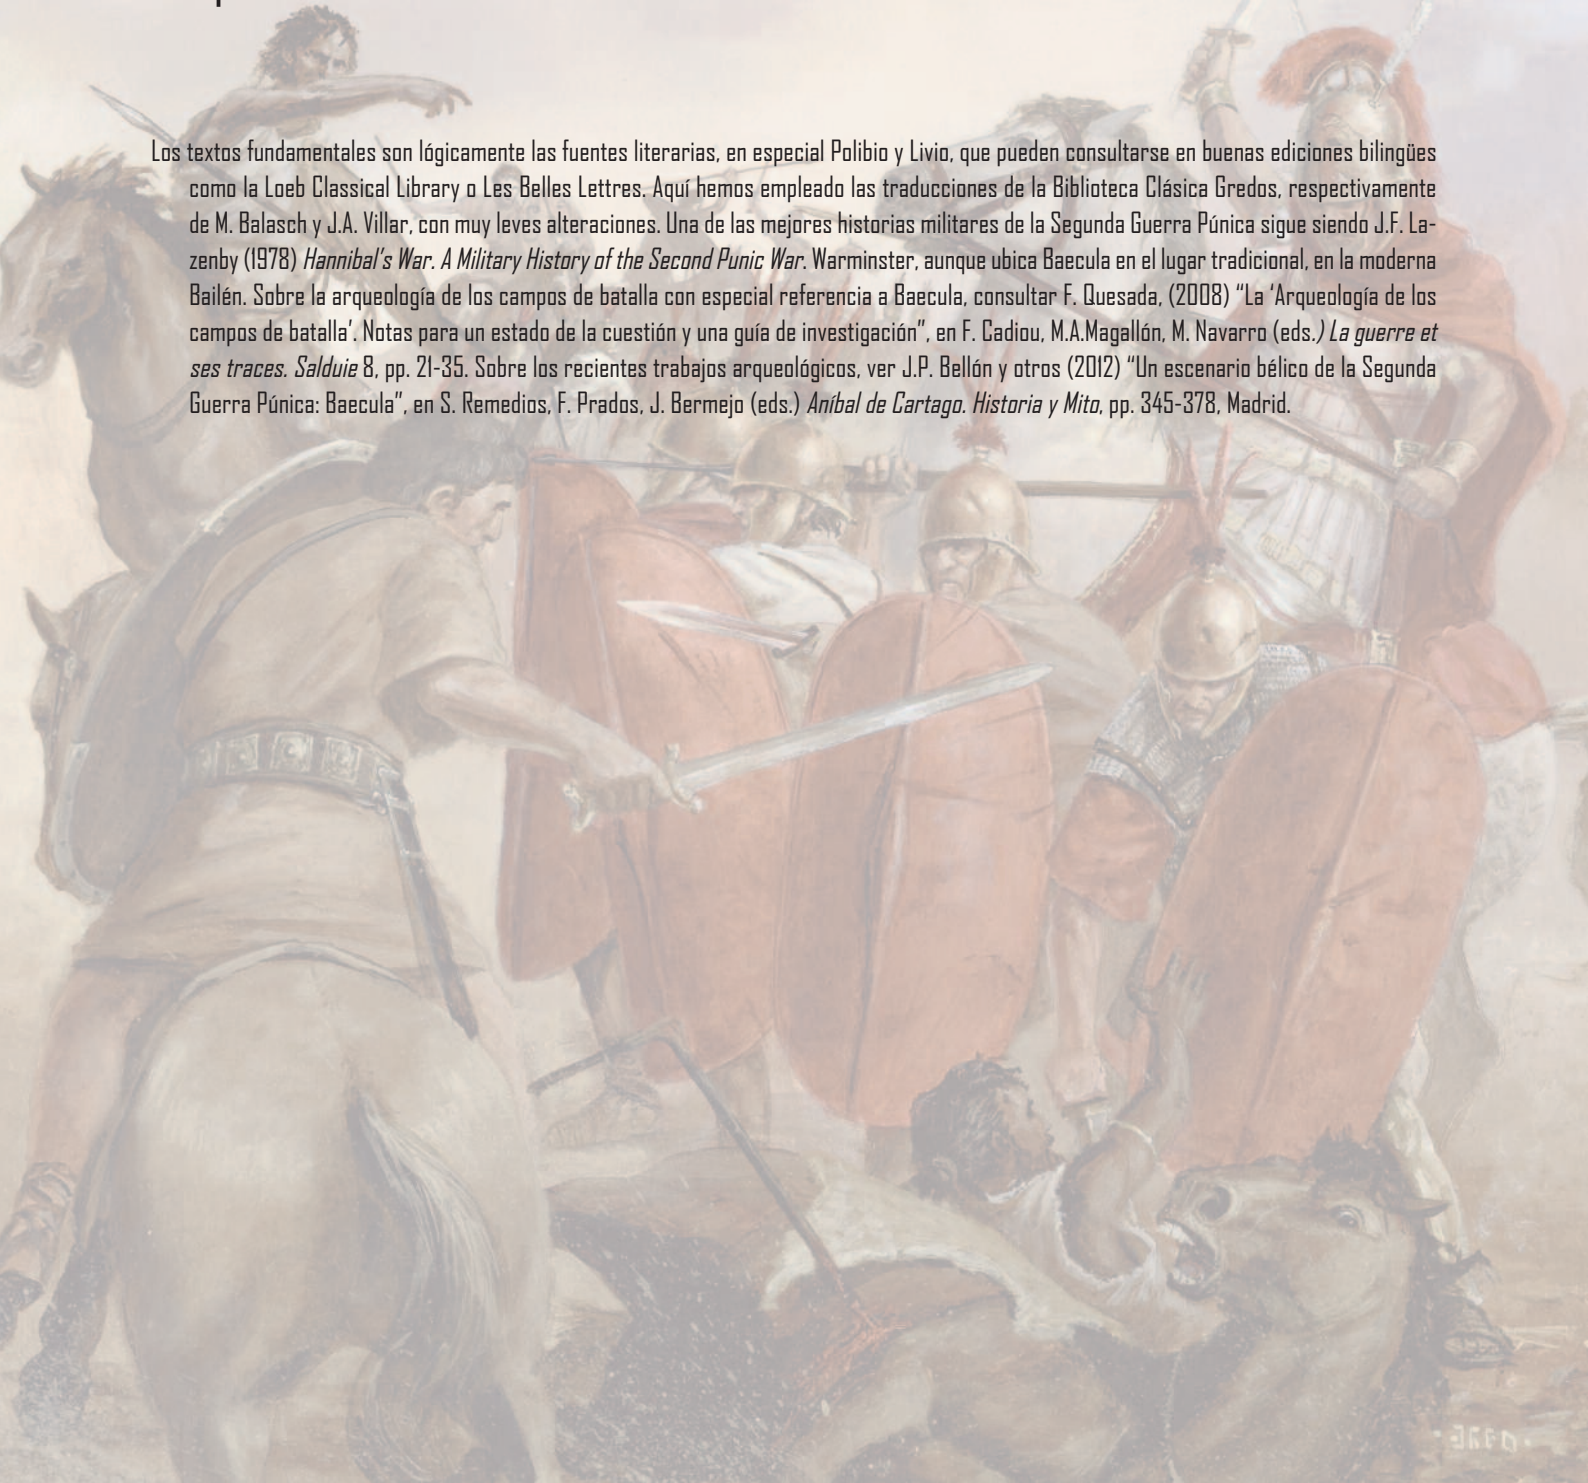 Los textos fundamentales son lógicamente las fuentes literarias, en especial Polibio y Livio, que pueden consultarse en buenas ediciones bilingües
como la Loeb Classical Library o Les Belles Lettres. Aquí hemos empleado las traducciones de la Biblioteca Clásica Gredos, respectivamente
de M. Balasch y J.A. Villar, con muy leves alteraciones. Una de las mejores historias militares de la Segunda Guerra Púnica sigue siendo J.F. La-
zenby (1978) Hannibal's War. A Military History of the Second Punic War. Warminster, aunque ubica Baecula en el lugar tradicional, en la moderna
Bailén. Sobre la arqueología de los campos de batalla con especial referencia a Baecula, consultar F. Quesada, (2008) “La ‘Arqueología de los
campos de batalla’. Notas para un estado de la cuestión y una guía de investigación”, en F. Cadiou, M.A.Magallón, M. Navarro (eds.) La guerre et
ses traces. Salduie 8, pp. 21-35. Sobre los recientes trabajos arqueológicos, ver J.P. Bellón y otros (2012) “Un escenario bélico de la Segunda
Guerra Púnica: Baecula”, en S. Remedios, F. Prados, J. Bermejo (eds.) Aníbal de Cartago. Historia y Mito, pp. 345-378, Madrid.